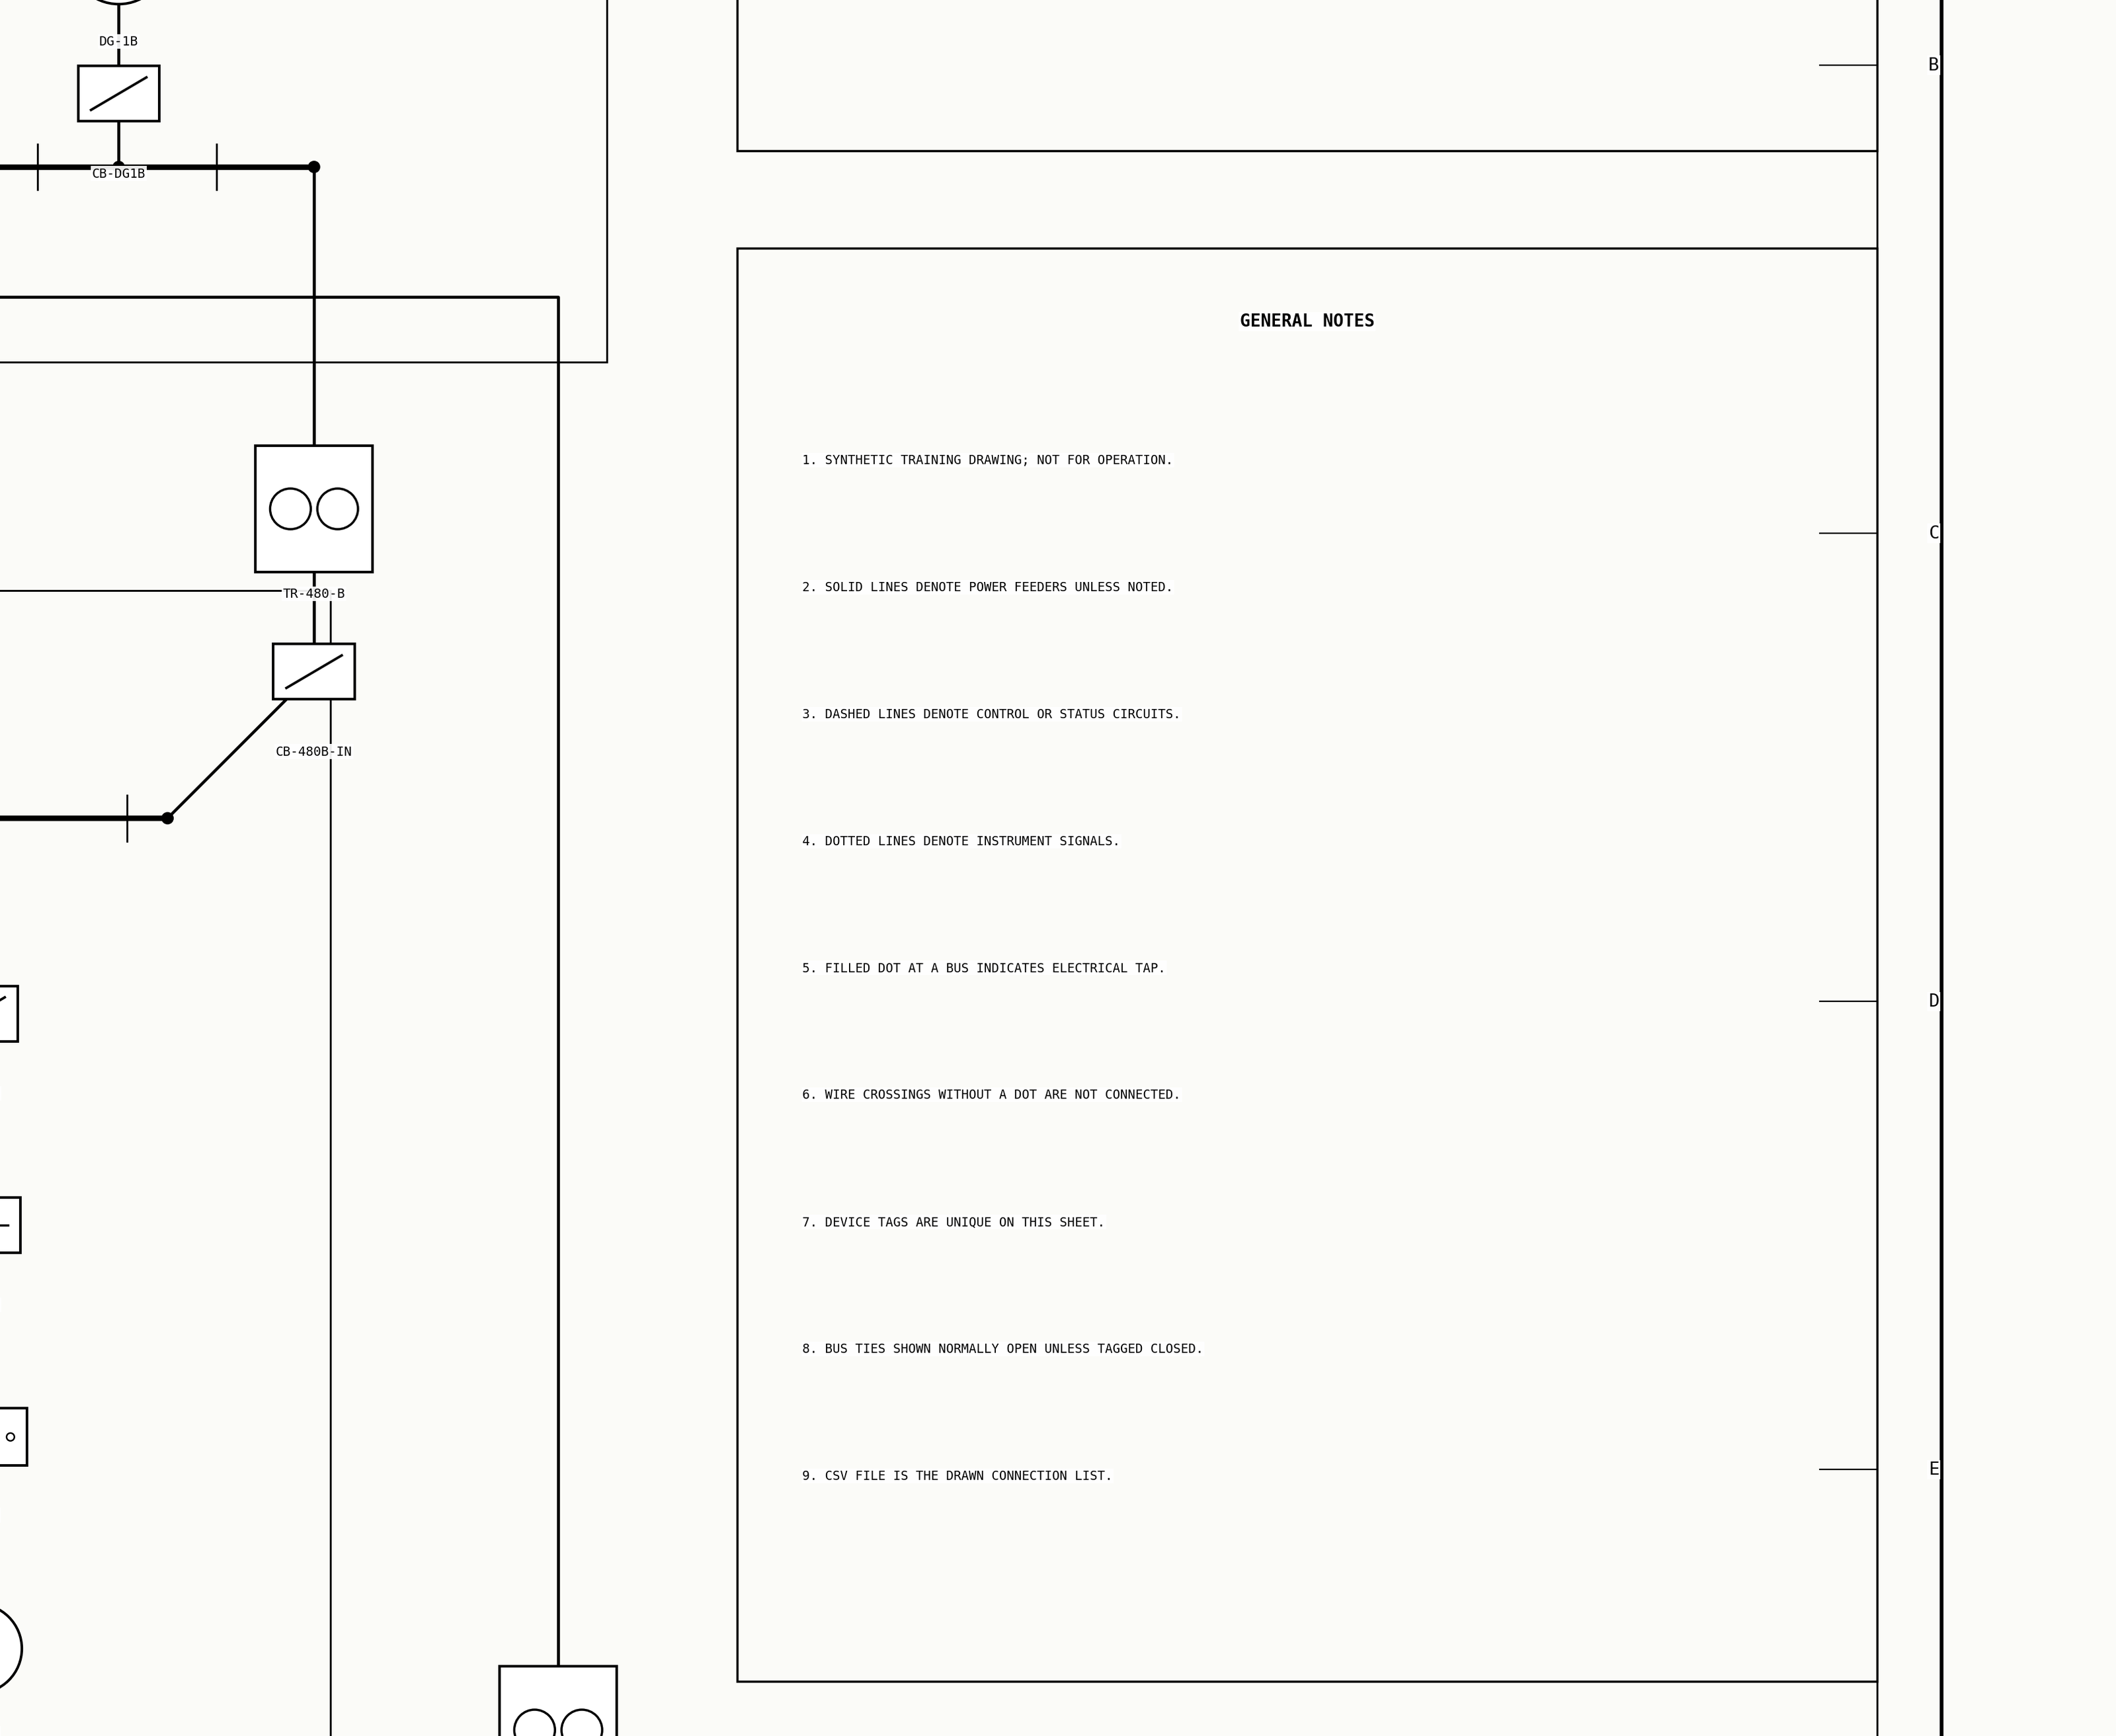 DG-1B
CB-DG1B
TR-480-B
CB-480B-IN
GENERAL NOTES
1. SYNTHETIC TRAINING DRAWING; NOT FOR OPERATION.
2. SOLID LINES DENOTE POWER FEEDERS UNLESS NOTED.
3. DASHED LINES DENOTE CONTROL OR STATUS CIRCUITS.
4. DOTTED LINES DENOTE INSTRUMENT SIGNALS.
5. FILLED DOT AT A BUS INDICATES ELECTRICAL TAP.
6. WIRE CROSSINGS WITHOUT A DOT ARE NOT CONNECTED.
7. DEVICE TAGS ARE UNIQUE ON THIS SHEET.
8. BUS TIES SHOWN NORMALLY OPEN UNLESS TAGGED CLOSED.
9. CSV FILE IS THE DRAWN CONNECTION LIST.
B
C
D
E